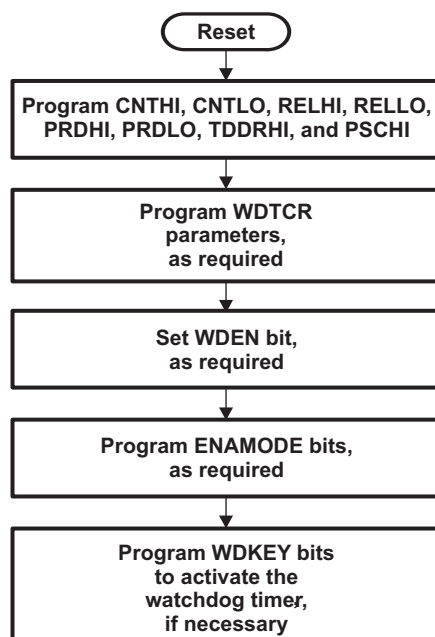 Reset
Program CNTHI, CNTLO, RELHI, RELLO,
PRDHI, PRDLO, TDDRHI, and PSCHI
Program WDTCR
parameters,
as required
Set WDEN bit,
as required
Program ENAMODE bits,
as required
Program WDKEY bits
to activate the
watchdog timer,
if necessary